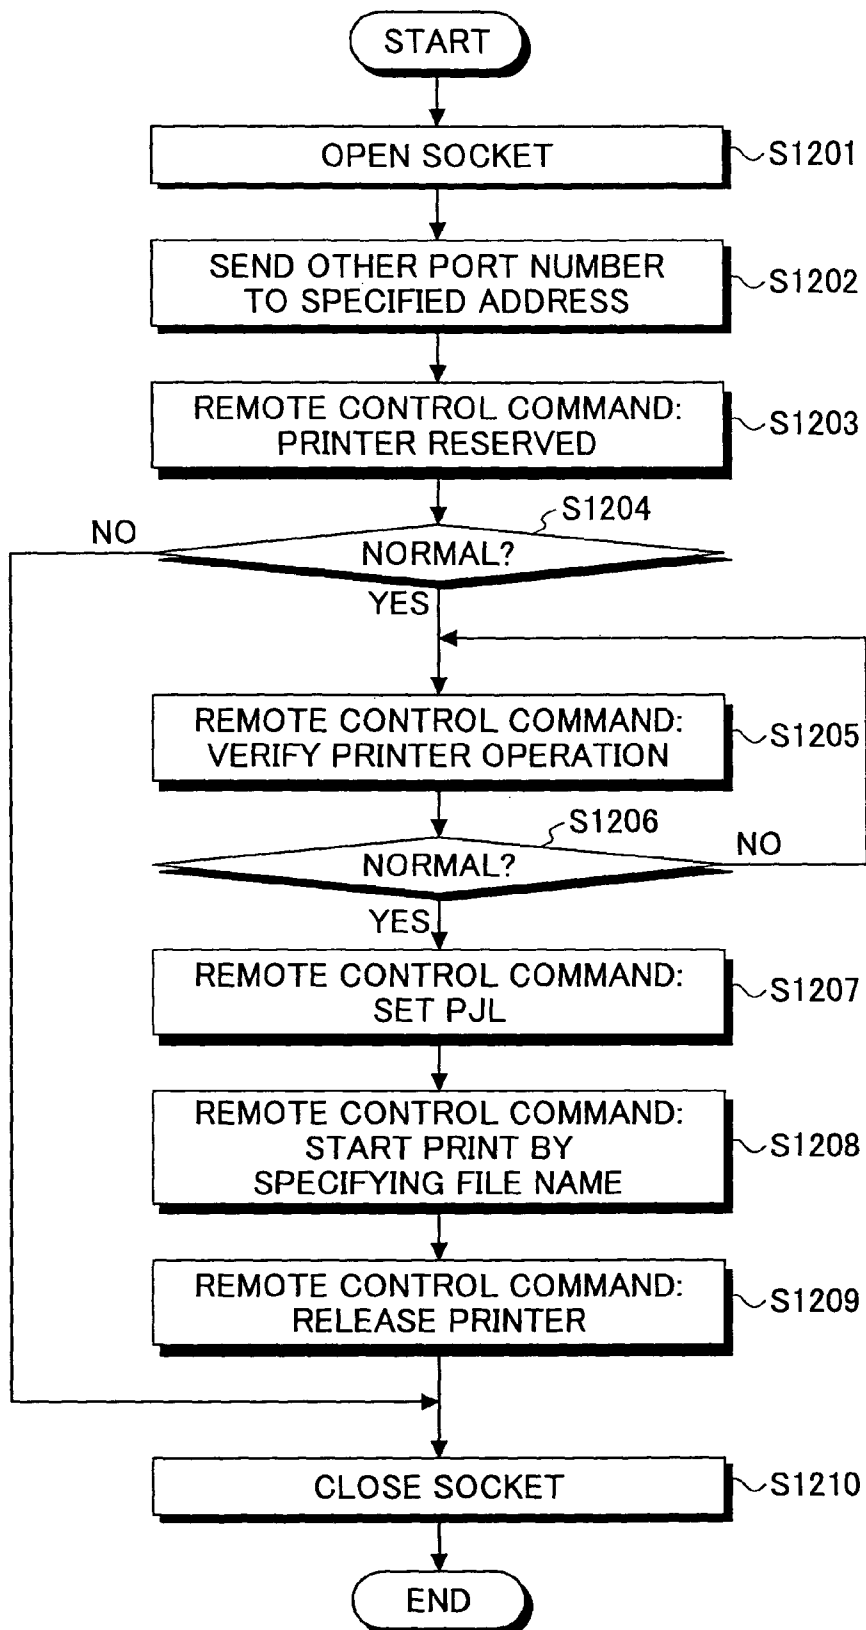 START
OPEN SOCKET
S1201
SEND OTHER PORT NUMBER
TO SPECIFIED ADDRESS
S1202
REMOTE CONTROL COMMAND:
PRINTER RESERVED
S1203
S1204
NO
NORMAL?
YES
REMOTE CONTROL COMMAND:
VERIFY PRINTER OPERATION
S1205
S1206
NORMAL?
NO
YES
REMOTE CONTROL COMMAND:
SET PJL
S1207
REMOTE CONTROL COMMAND:
START PRINT BY
SPECIFYING FILE NAME
S1208
REMOTE CONTROL COMMAND:
RELEASE PRINTER
S1209
CLOSE SOCKET
S1210
END